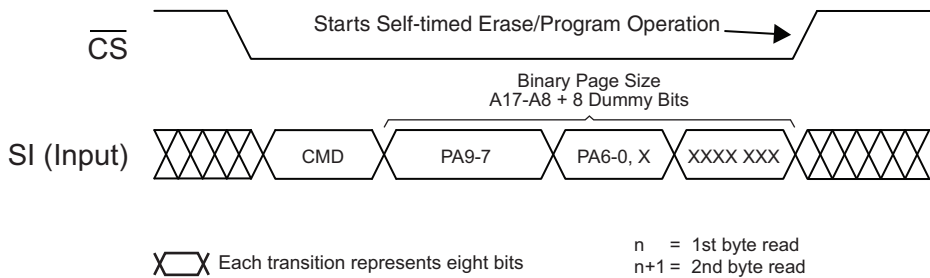 Starts Self-timed Erase/Program Operation
CS
Binary Page Size
A17-A8 + 8 Dummy Bits
SI (Input)
CMD
PA9-7
PA6-0, X
XXXX XXX
Each transition represents eight bits
n = 1st byte read
n+1 = 2nd byte read